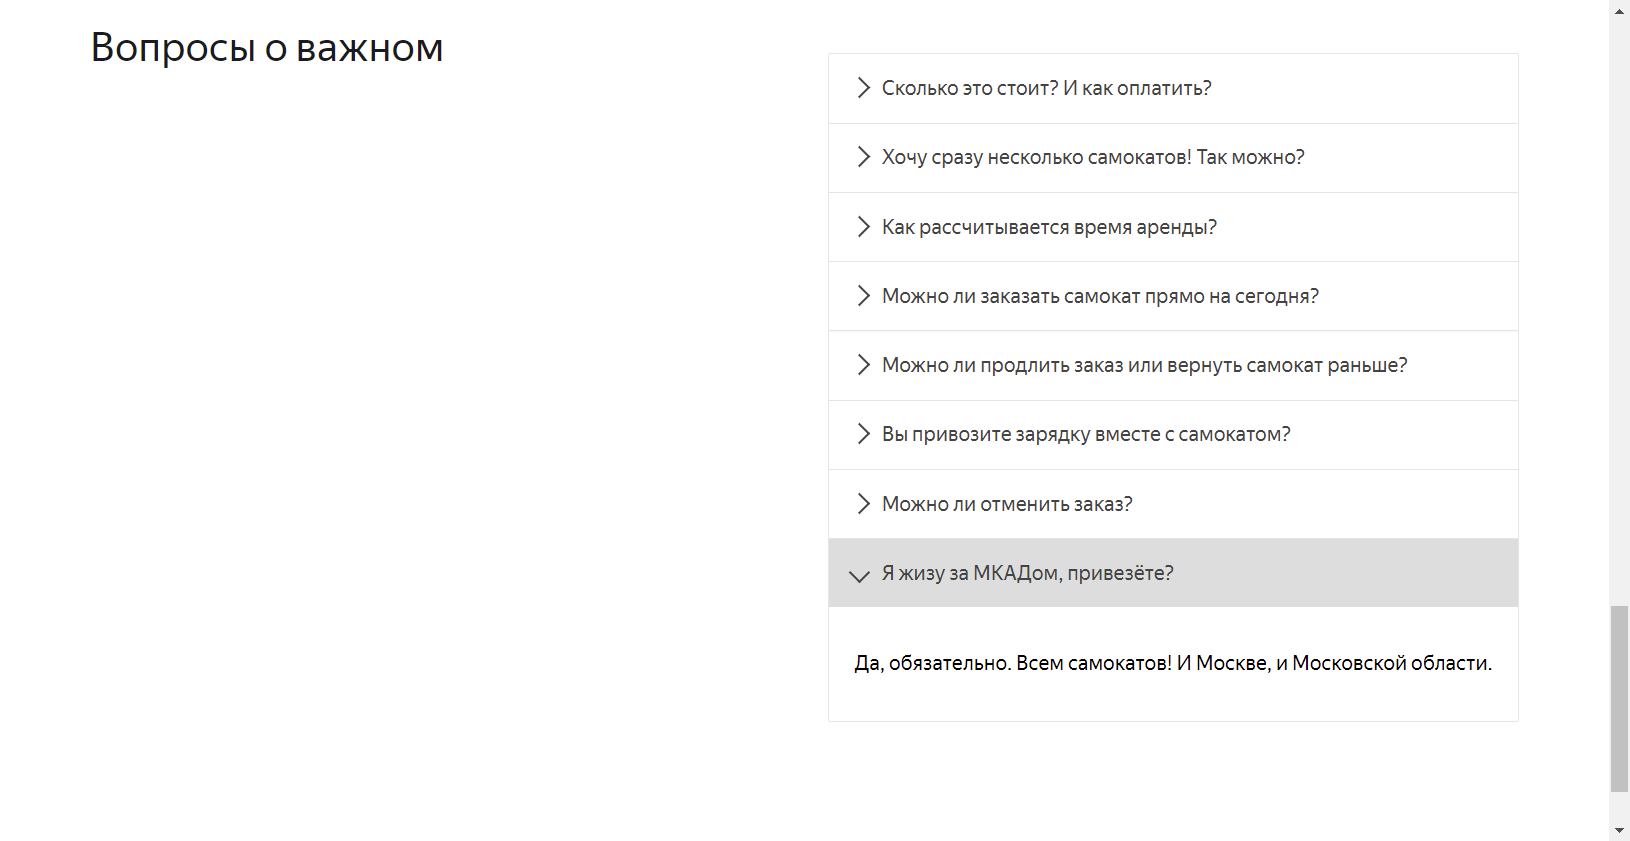 Вопросы о важном
Сколько это стоит? И как оплатить?
Хочу сразу несколько самокатов! Так можно?
Как рассчитывается время аренды?
Можно ли заказать самокат прямо на сегодня?
Можно ли продлить заказ или вернуть самокат раньше?
Вы привозите зарядку вместе с самокатом?
Можно ли отменить заказ?
Я жизу за МКАДом, привезёте?
Да, обязательно. Всем самокатов! И Москве, и Московской области.